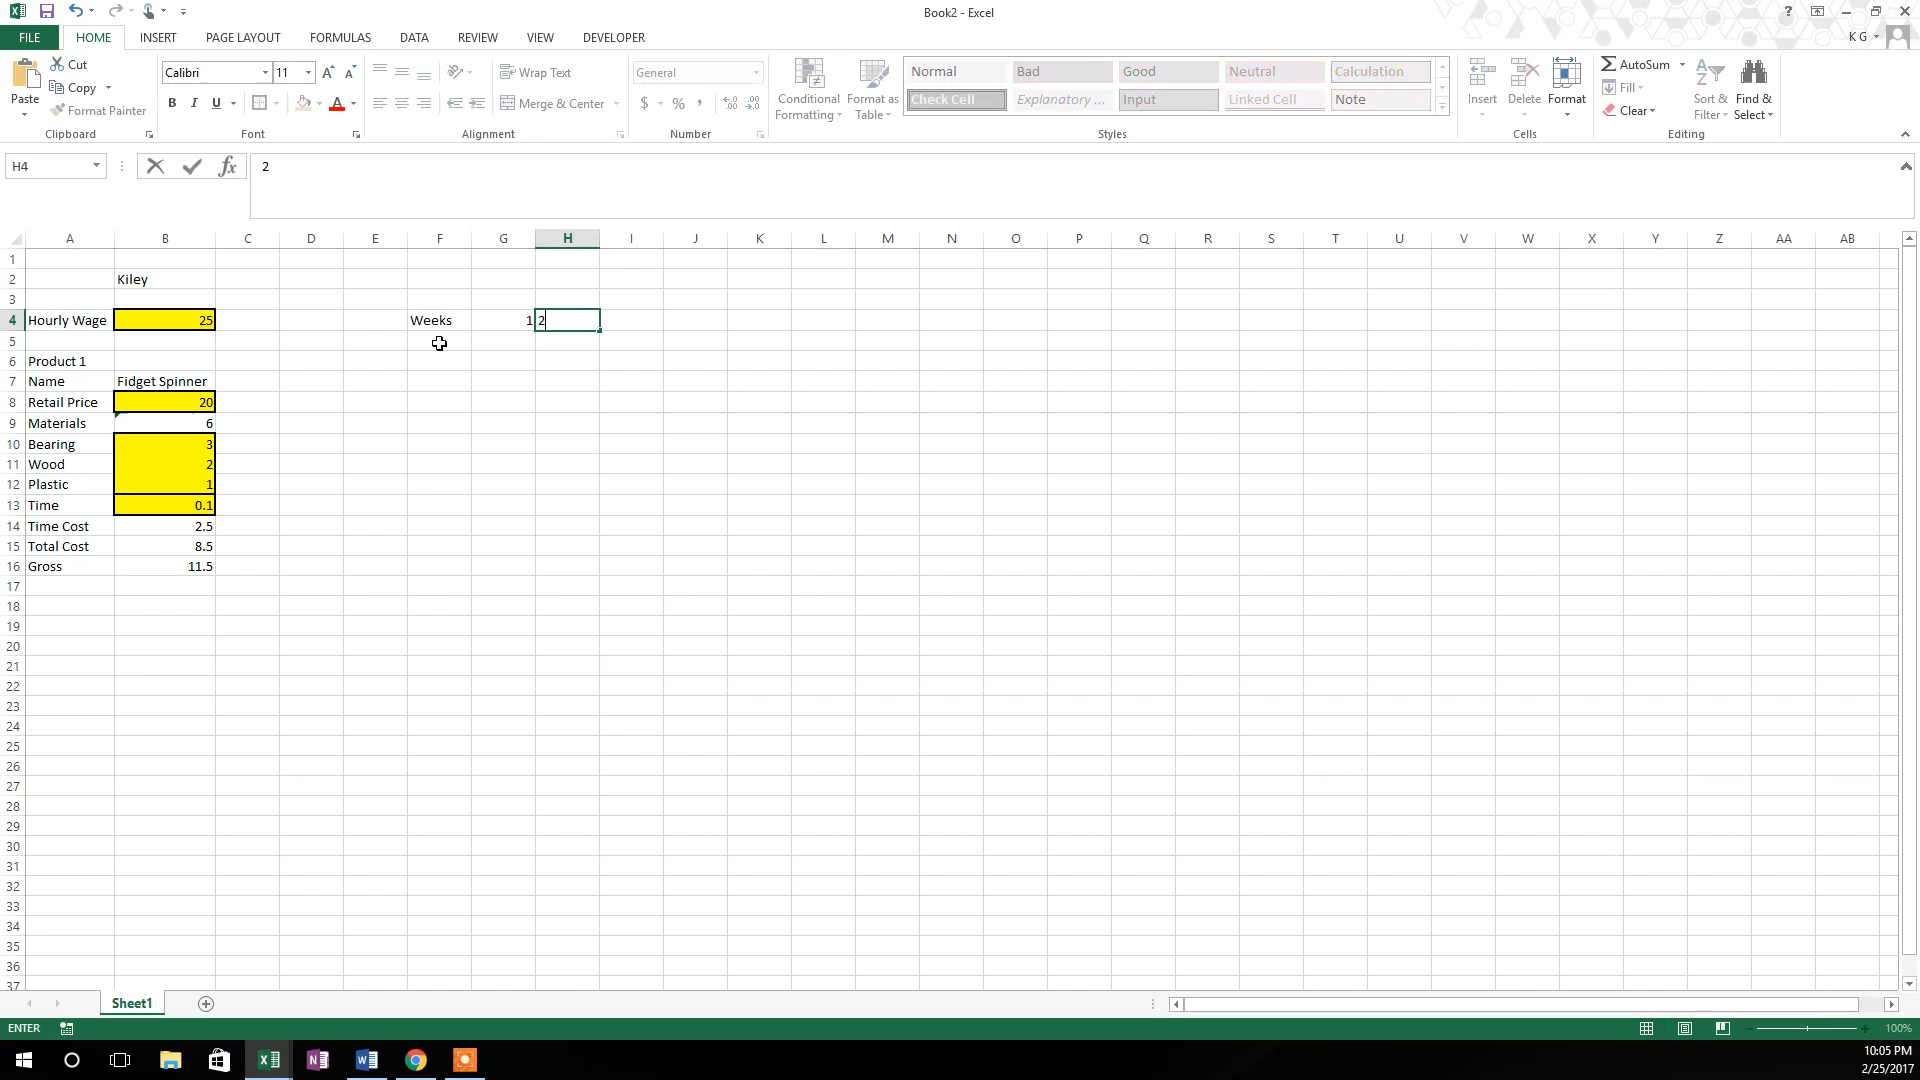 Book2 - Excel
?
FILE HOME INSERT PAGE LAYOUT FORMULAS DATA REVIEW VIEW DEVELOPER
K G
Paste
Cut
Copy
Format Painter
Clipboard
Calibri 11
B I U
Font
Wrap Text
Merge & Center
Alignment
General
$ % ,
Number
Conditional Formatting
Format as Table
Normal Bad Good Neutral Calculation
Check Cell Explanatory ... Input Linked Cell Note
Styles
Insert Delete Format
Cells
AutoSum
Fill
Clear
Sort & Filter
Find & Select
Editing
H4
fx
2
A B C D E F G H I J K L M N O P Q R S T U V W X Y Z AA AB
1
2 Kiley
3
4 Hourly Wage 25 Weeks 1 2
5
6 Product 1
7 Name Fidget Spinner
8 Retail Price 20
9 Materials 6
10 Bearing 3
11 Wood 2
12 Plastic 1
13 Time 0.1
14 Time Cost 2.5
15 Total Cost 8.5
16 Gross 11.5
17
18
19
20
21
22
23
24
25
26
27
28
29
30
31
32
33
34
35
36
37
Sheet1
ENTER
100%
10:05 PM
2/25/2017